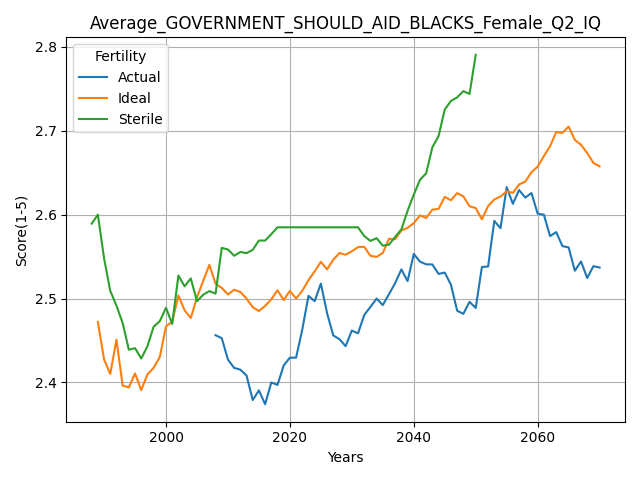 Average_GOVERNMENT_SHOULD_AID_BLACKS_Female_Q2_IQ
Fertility
Actual
Ideal
Sterile
Score(1-5)
2.8
2.7
2.6
2.5
2.4
2000
2020
2040
2060
Years